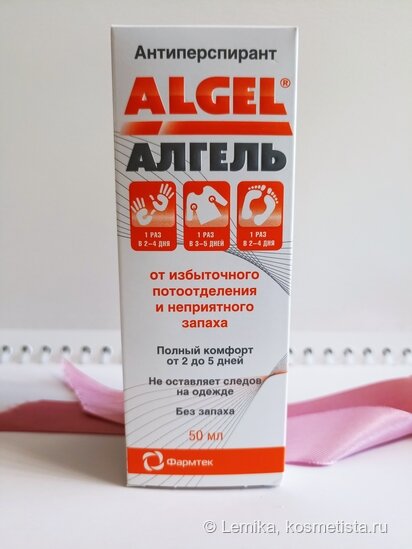 Антиперспирант
ALGEL®
АЛГЕЛЬ
1 РАЗ
В 2–4 ДНЯ
1 РАЗ
В 3–5 ДНЕЙ
1 РАЗ
В 2–4 ДНЯ
от избыточного
потоотделения
и неприятного
запаха
Полный комфорт
от 2 до 5 дней
Не оставляет следов
на одежде
Без запаха
50 мл
Фармтек
© Lemika, kosmetista.ru